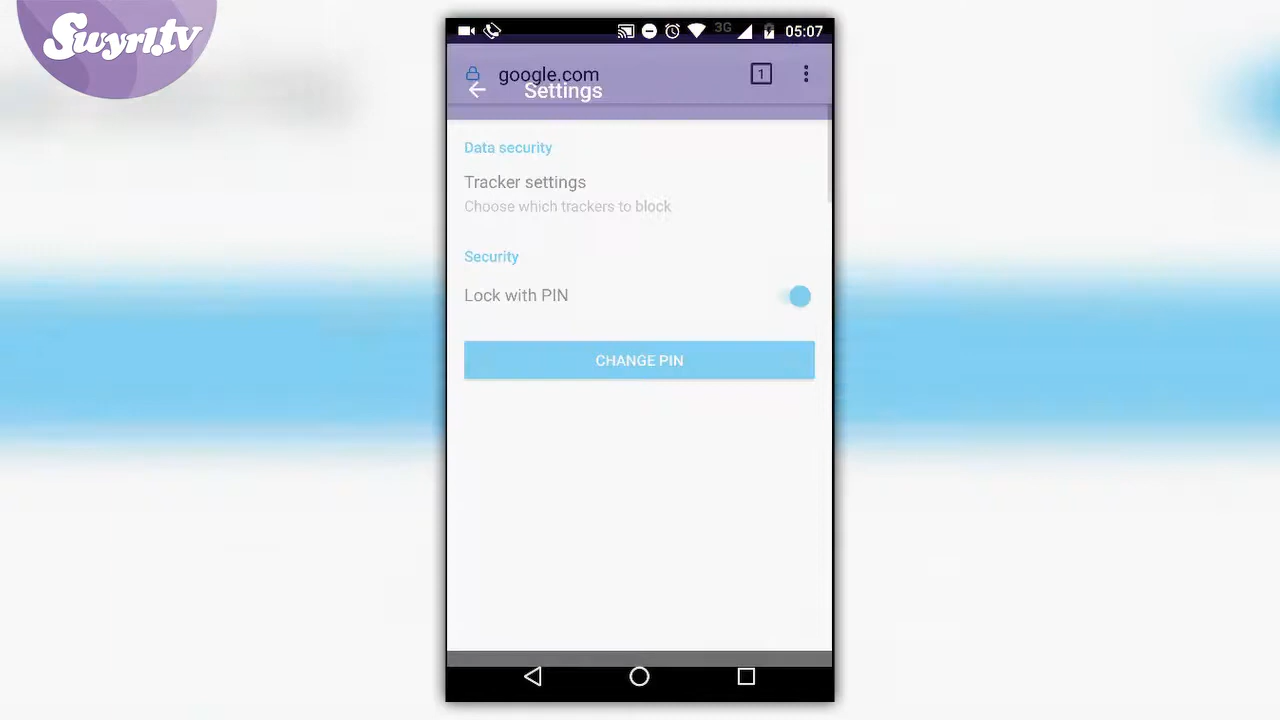 Swyrl.tv
3G
05:07
google.com
1
Settings
Data security
Tracker settings
Choose which trackers to block
Security
Lock with PIN
CHANGE PIN